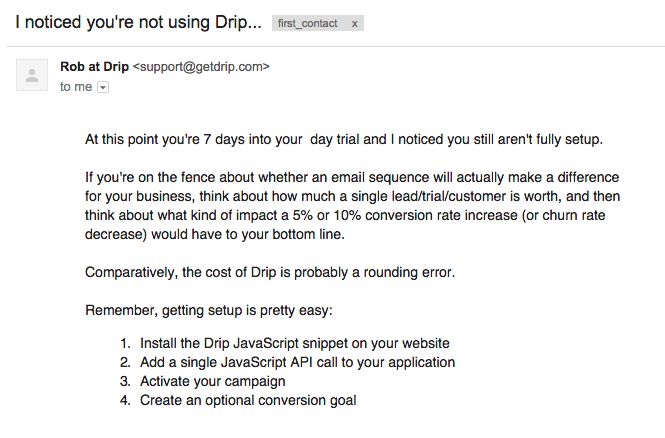 I noticed you're not using Drip... first_contact x
Rob at Drip <support@getdrip.com>
to me
At this point you're 7 days into your  day trial and I noticed you still aren't fully setup.
If you're on the fence about whether an email sequence will actually make a difference
for your business, think about how much a single lead/trial/customer is worth, and then
think about what kind of impact a 5% or 10% conversion rate increase (or churn rate
decrease) would have to your bottom line.
Comparatively, the cost of Drip is probably a rounding error.
Remember, getting setup is pretty easy:
1. Install the Drip JavaScript snippet on your website
2. Add a single JavaScript API call to your application
3. Activate your campaign
4. Create an optional conversion goal